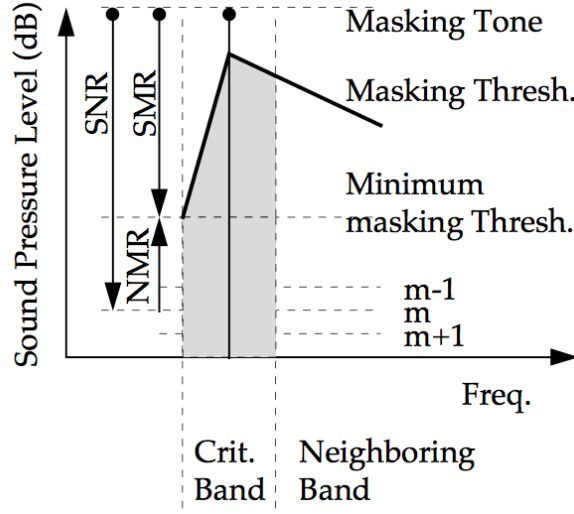 Sound Pressure Level (dB)
SNR
SMR
NMR
Masking Tone
Masking Thresh.
Minimum
masking Thresh.
m-1
m
m+1
Freq.
Crit.
Band
Neighboring
Band